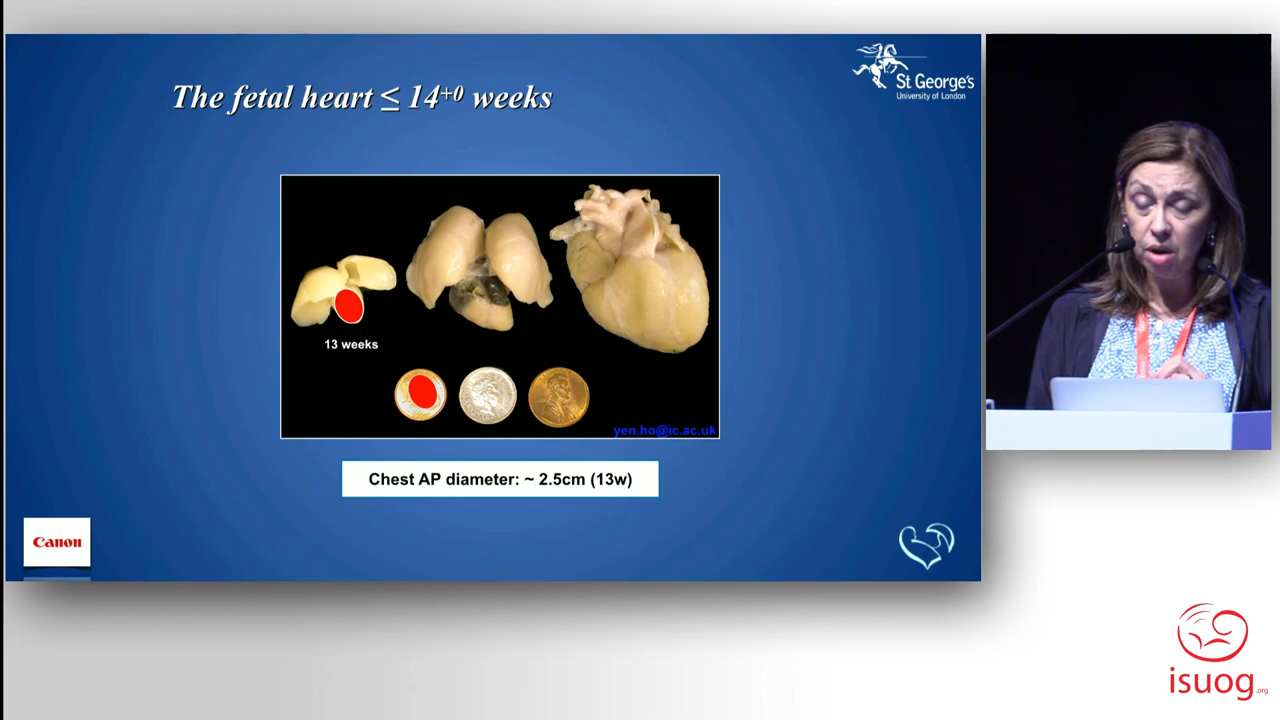 The fetal heart ≤ 14+0 weeks
St George's
University of London
13 weeks
yen.ho@ic.ac.uk
Chest AP diameter: ~ 2.5cm (13w)
Canon
isuog.org